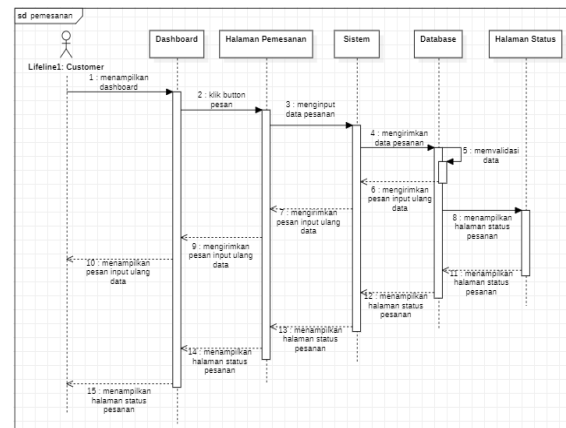 sd pemesanan
Dashboard
Halaman Pemesanan
Sistem
Database
Halaman Status
Lifeline1: Customer
1 : menampilkan
dashboard
2 : klik button
pesan
3 : menginput
data pesanan
4 : mengirimkan
data pesanan
5 : memvalidasi
data
6 : mengirimkan
pesan input ulang
data
7 : mengirimkan
pesan input ulang
data
8 : menampilkan
halaman status
pesanan
9 : mengirimkan
pesan input ulang
data
10 : menampilkan
pesan input ulang
data
11 : menampilkan
halaman status
pesanan
12 : menampilkan
halaman status
pesanan
13 : menampilkan
halaman status
pesanan
14 : menampilkan
halaman status
pesanan
15 : menampilkan
halaman status
pesanan